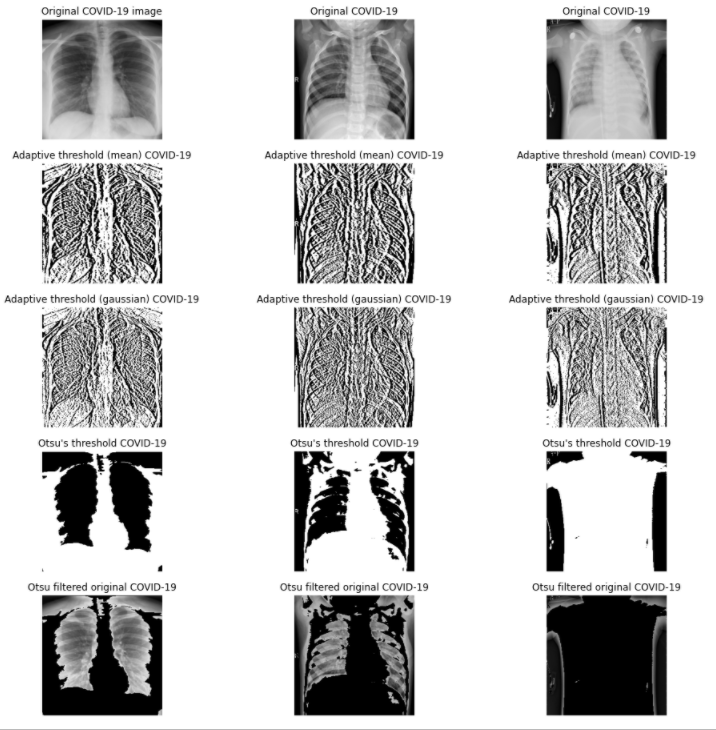 Original COVID-19 image
Original COVID-19
Original COVID-19
Adaptive threshold (mean) COVID-19
Adaptive threshold (mean) COVID-19
Adaptive threshold (mean) COVID-19
Adaptive threshold (gaussian) COVID-19
Adaptive threshold (gaussian) COVID-19
Adaptive threshold (gaussian) COVID-19
Otsu's threshold COVID-19
Otsu's threshold COVID-19
Otsu's threshold COVID-19
Otsu filtered original COVID-19
Otsu filtered original COVID-19
Otsu filtered original COVID-19